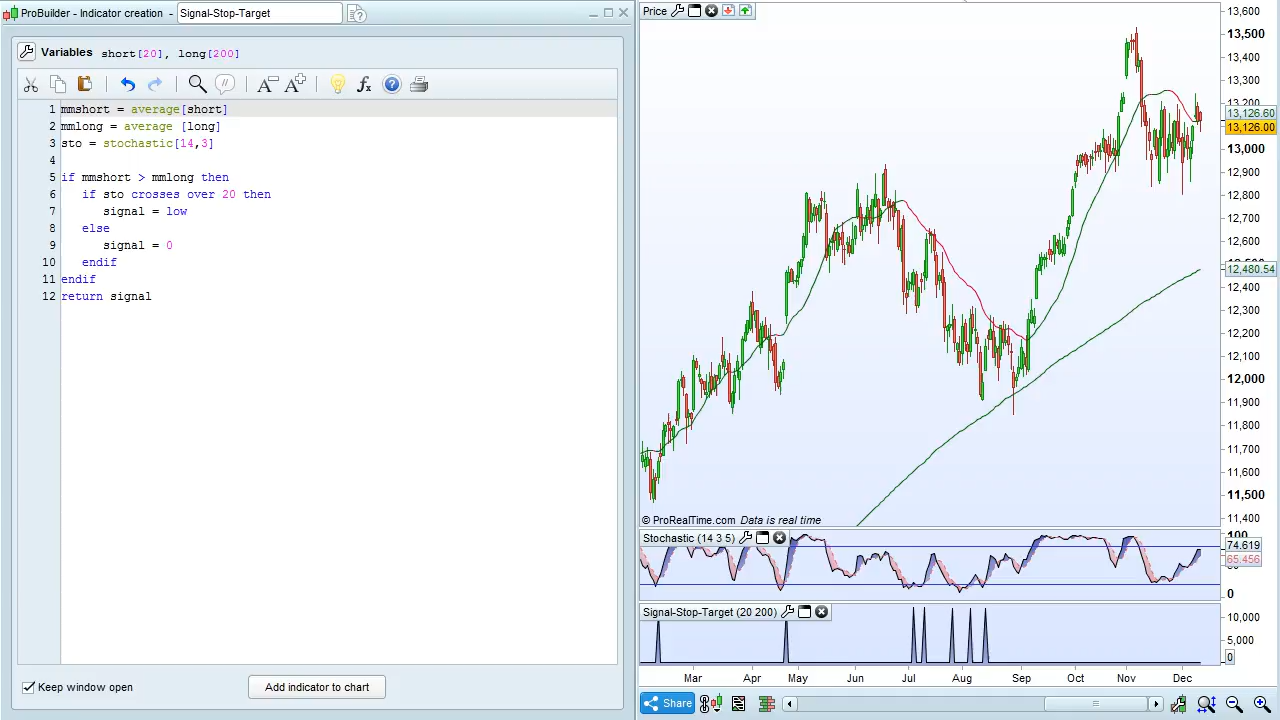 ProBuilder - Indicator creation
Signal-Stop-Target
Variables short[20], long[200]
1 mmshort = average[short]
2 mmlong = average [long]
3 sto = stochastic[14,3]
4
5 if mmshort > mmlong then
6 if sto crosses over 20 then
7 signal = low
8 else
9 signal = 0
10 endif
11 endif
12 return signal
Keep window open
Add indicator to chart
Price
13,600
13,500
13,400
13,300
13,200
13,126.60
13,126.00
13,000
12,900
12,800
12,700
12,600
12,480.54
12,400
12,300
12,200
12,100
12,000
11,900
11,800
11,700
11,600
11,500
11,400
© ProRealTime.com Data is real time
Stochastic (14 3 5)
100
74.619
65.456
0
Signal-Stop-Target (20 200)
10,000
5,000
0
Mar Apr May Jun Jul Aug Sep Oct Nov Dec
Share